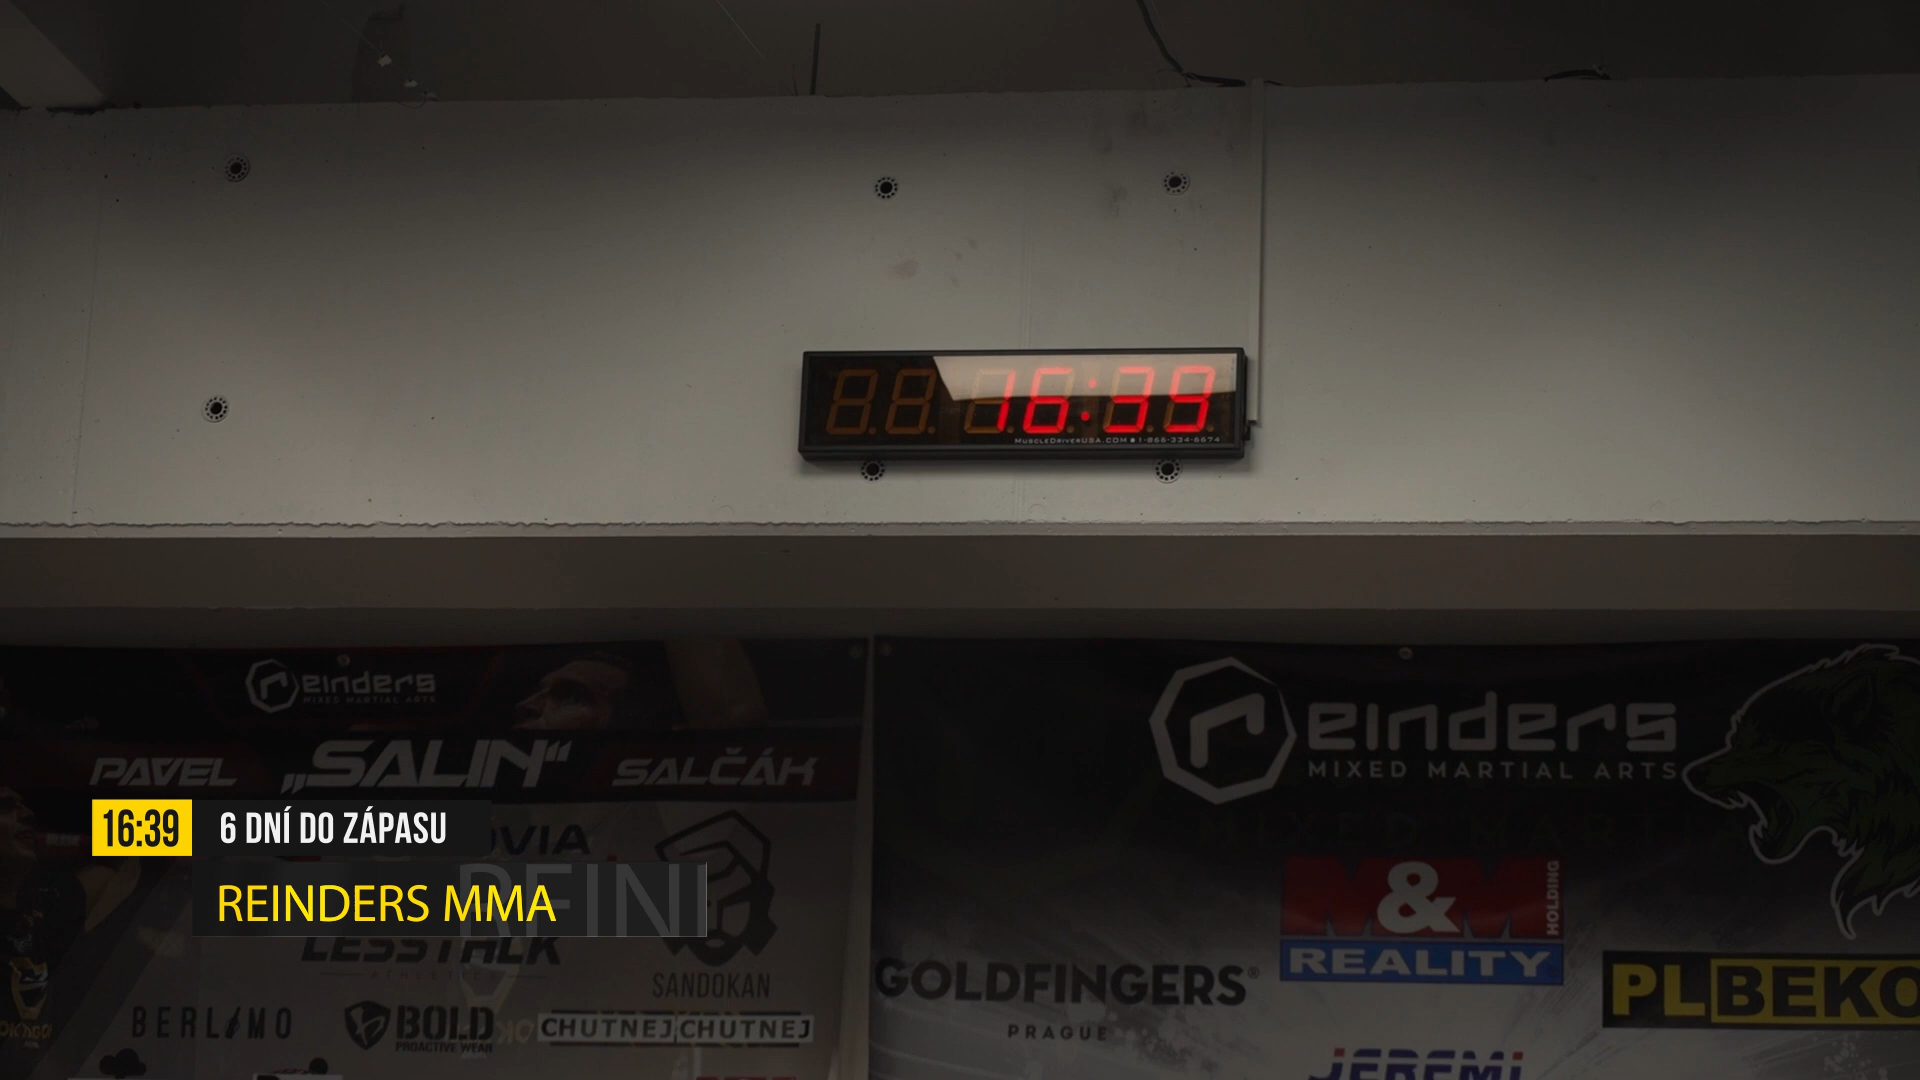 16:39
MUSCLEDRIVERUSA.COM ● 1-866-334-6674
reinders
MIXED MARTIAL ARTS
PAVEL „SALIN“ SALČÁK
reinders
MIXED MARTIAL ARTS
16:39 6 DNÍ DO ZÁPASU
REINDERS MMA
LESSTALK
SANDOKAN
BERLIMO
BOLD
PROACTIVE WEAR
CHUTNEJ CHUTNEJ
M&M
HOLDING
REALITY
GOLDFINGERS®
PRAGUE
PLBEKO
JEREMI